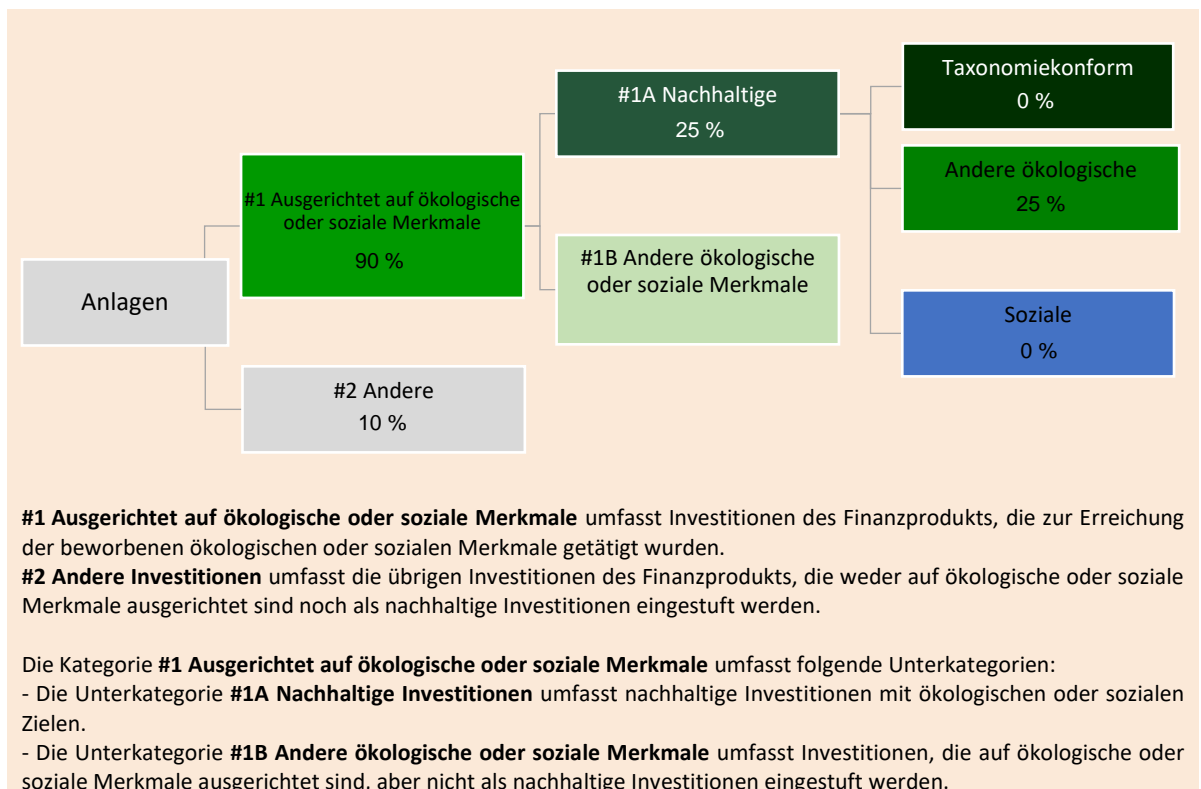 Anlagen
#1 Ausgerichtet auf ökologische
oder soziale Merkmale
90 %
#2 Andere
10 %
#1A Nachhaltige
25 %
#1B Andere ökologische
oder soziale Merkmale
Taxonomiekonform
0 %
Andere ökologische
25 %
Soziale
0 %
#1 Ausgerichtet auf ökologische oder soziale Merkmale umfasst Investitionen des Finanzprodukts, die zur Erreichung
der beworbenen ökologischen oder sozialen Merkmale getätigt wurden.
#2 Andere Investitionen umfasst die übrigen Investitionen des Finanzprodukts, die weder auf ökologische oder soziale
Merkmale ausgerichtet sind noch als nachhaltige Investitionen eingestuft werden.
Die Kategorie #1 Ausgerichtet auf ökologische oder soziale Merkmale umfasst folgende Unterkategorien:
- Die Unterkategorie #1A Nachhaltige Investitionen umfasst nachhaltige Investitionen mit ökologischen oder sozialen
Zielen.
- Die Unterkategorie #1B Andere ökologische oder soziale Merkmale umfasst Investitionen, die auf ökologische oder
soziale Merkmale ausgerichtet sind, aber nicht als nachhaltige Investitionen eingestuft werden.